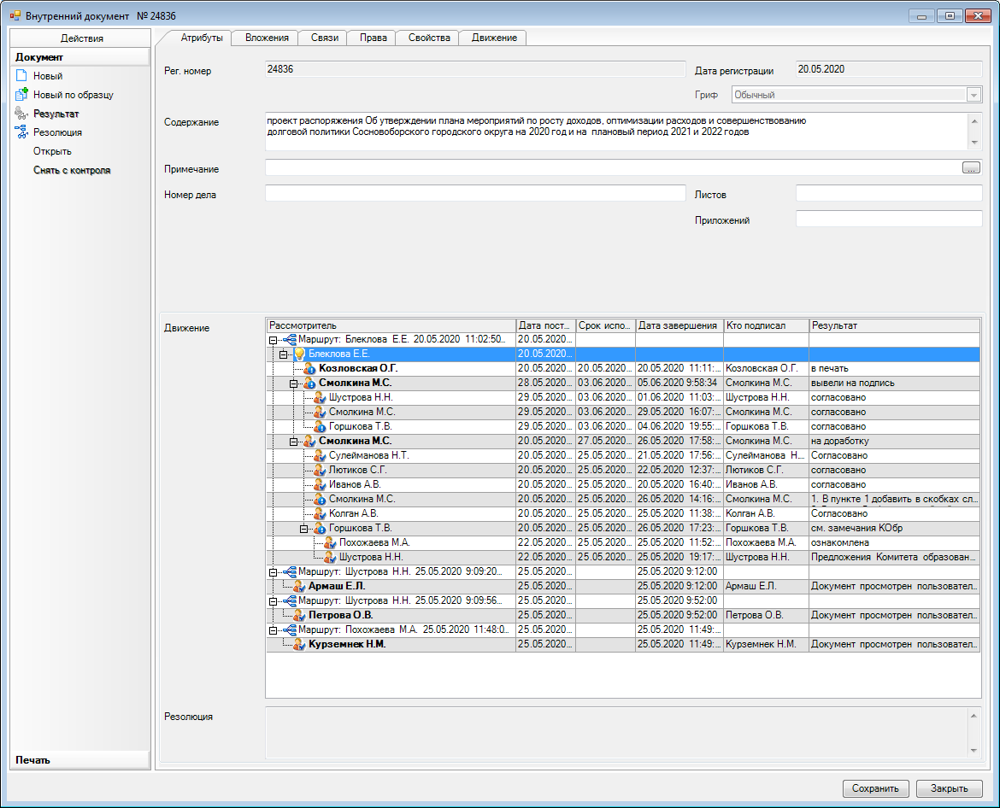 Внутренний документ № 24836
Действия
Документ
Новый
Новый по образцу
Результат
Резолюция
Открыть
Снять с контроля
Печать
Атрибуты Вложения Связи Права Свойства Движение
Рег. номер 24836 Дата регистрации 20.05.2020
Гриф Обычный
Содержание проект распоряжения Об утверждении плана мероприятий по росту доходов, оптимизации расходов и совершенствованию
долговой политики Сосновоборского городского округа на 2020 год и на плановый период 2021 и 2022 годов
Примечание ...
Номер дела Листов
Приложений
Движение
Рассмотритель Дата пост... Срок испо... Дата завершения Кто подписал Результат
Маршрут: Блеклова Е.Е. 20.05.2020 11:02:50... 20.05.2020...
Блеклова Е.Е. 20.05.2020...
Козловская О.Г. 20.05.2020... 20.05.2020... 20.05.2020 11:11:... Козловская О.Г. в печать
Смолкина М.С. 28.05.2020... 03.06.2020... 05.06.2020 9:58:34 Смолкина М.С. вывели на подпись
Шустрова Н.Н. 29.05.2020... 03.06.2020... 01.06.2020 11:03:... Шустрова Н.Н. согласовано
Смолкина М.С. 29.05.2020... 03.06.2020... 29.05.2020 16:07:... Смолкина М.С. согласовано
Горшкова Т.В. 29.05.2020... 03.06.2020... 04.06.2020 19:55:... Горшкова Т.В. согласовано
Смолкина М.С. 20.05.2020... 27.05.2020... 26.05.2020 17:58:... Смолкина М.С. на доработку
Сулейманова Н.Т. 20.05.2020... 25.05.2020... 21.05.2020 17:56:... Сулейманова Н... Согласовано
Лютиков С.Г. 20.05.2020... 25.05.2020... 22.05.2020 12:37:... Лютиков С.Г. согласовано
Иванов А.В. 20.05.2020... 25.05.2020... 20.05.2020 16:40:... Иванов А.В. согласовано
Смолкина М.С. 20.05.2020... 25.05.2020... 26.05.2020 14:16:... Смолкина М.С. 1. В пункте 1 добавить в скобках сл...
Колган А.В. 20.05.2020... 25.05.2020... 25.05.2020 11:38:... Колган А.В. Согласовано
Горшкова Т.В. 20.05.2020... 25.05.2020... 26.05.2020 17:23:... Горшкова Т.В. см. замечания КОбр
Похожаева М.А. 22.05.2020... 25.05.2020... 25.05.2020 11:52:... Похожаева М.А. ознакомлена
Шустрова Н.Н. 22.05.2020... 25.05.2020... 25.05.2020 19:17:... Шустрова Н.Н. Предложения Комитета образован...
Маршрут: Шустрова Н.Н. 25.05.2020 9:09:20... 25.05.2020... 25.05.2020 9:12:00
Армаш Е.Л. 25.05.2020... 25.05.2020 9:12:00 Армаш Е.Л. Документ просмотрен пользовател...
Маршрут: Шустрова Н.Н. 25.05.2020 9:09:56... 25.05.2020... 25.05.2020 9:52:00
Петрова О.В. 25.05.2020... 25.05.2020 9:52:00 Петрова О.В. Документ просмотрен пользовател...
Маршрут: Похожаева М.А. 25.05.2020 11:48:0... 25.05.2020... 25.05.2020 11:49:...
Курземнек Н.М. 25.05.2020... 25.05.2020 11:49:... Курземнек Н.М. Документ просмотрен пользовател...
Резолюция
Сохранить Закрыть